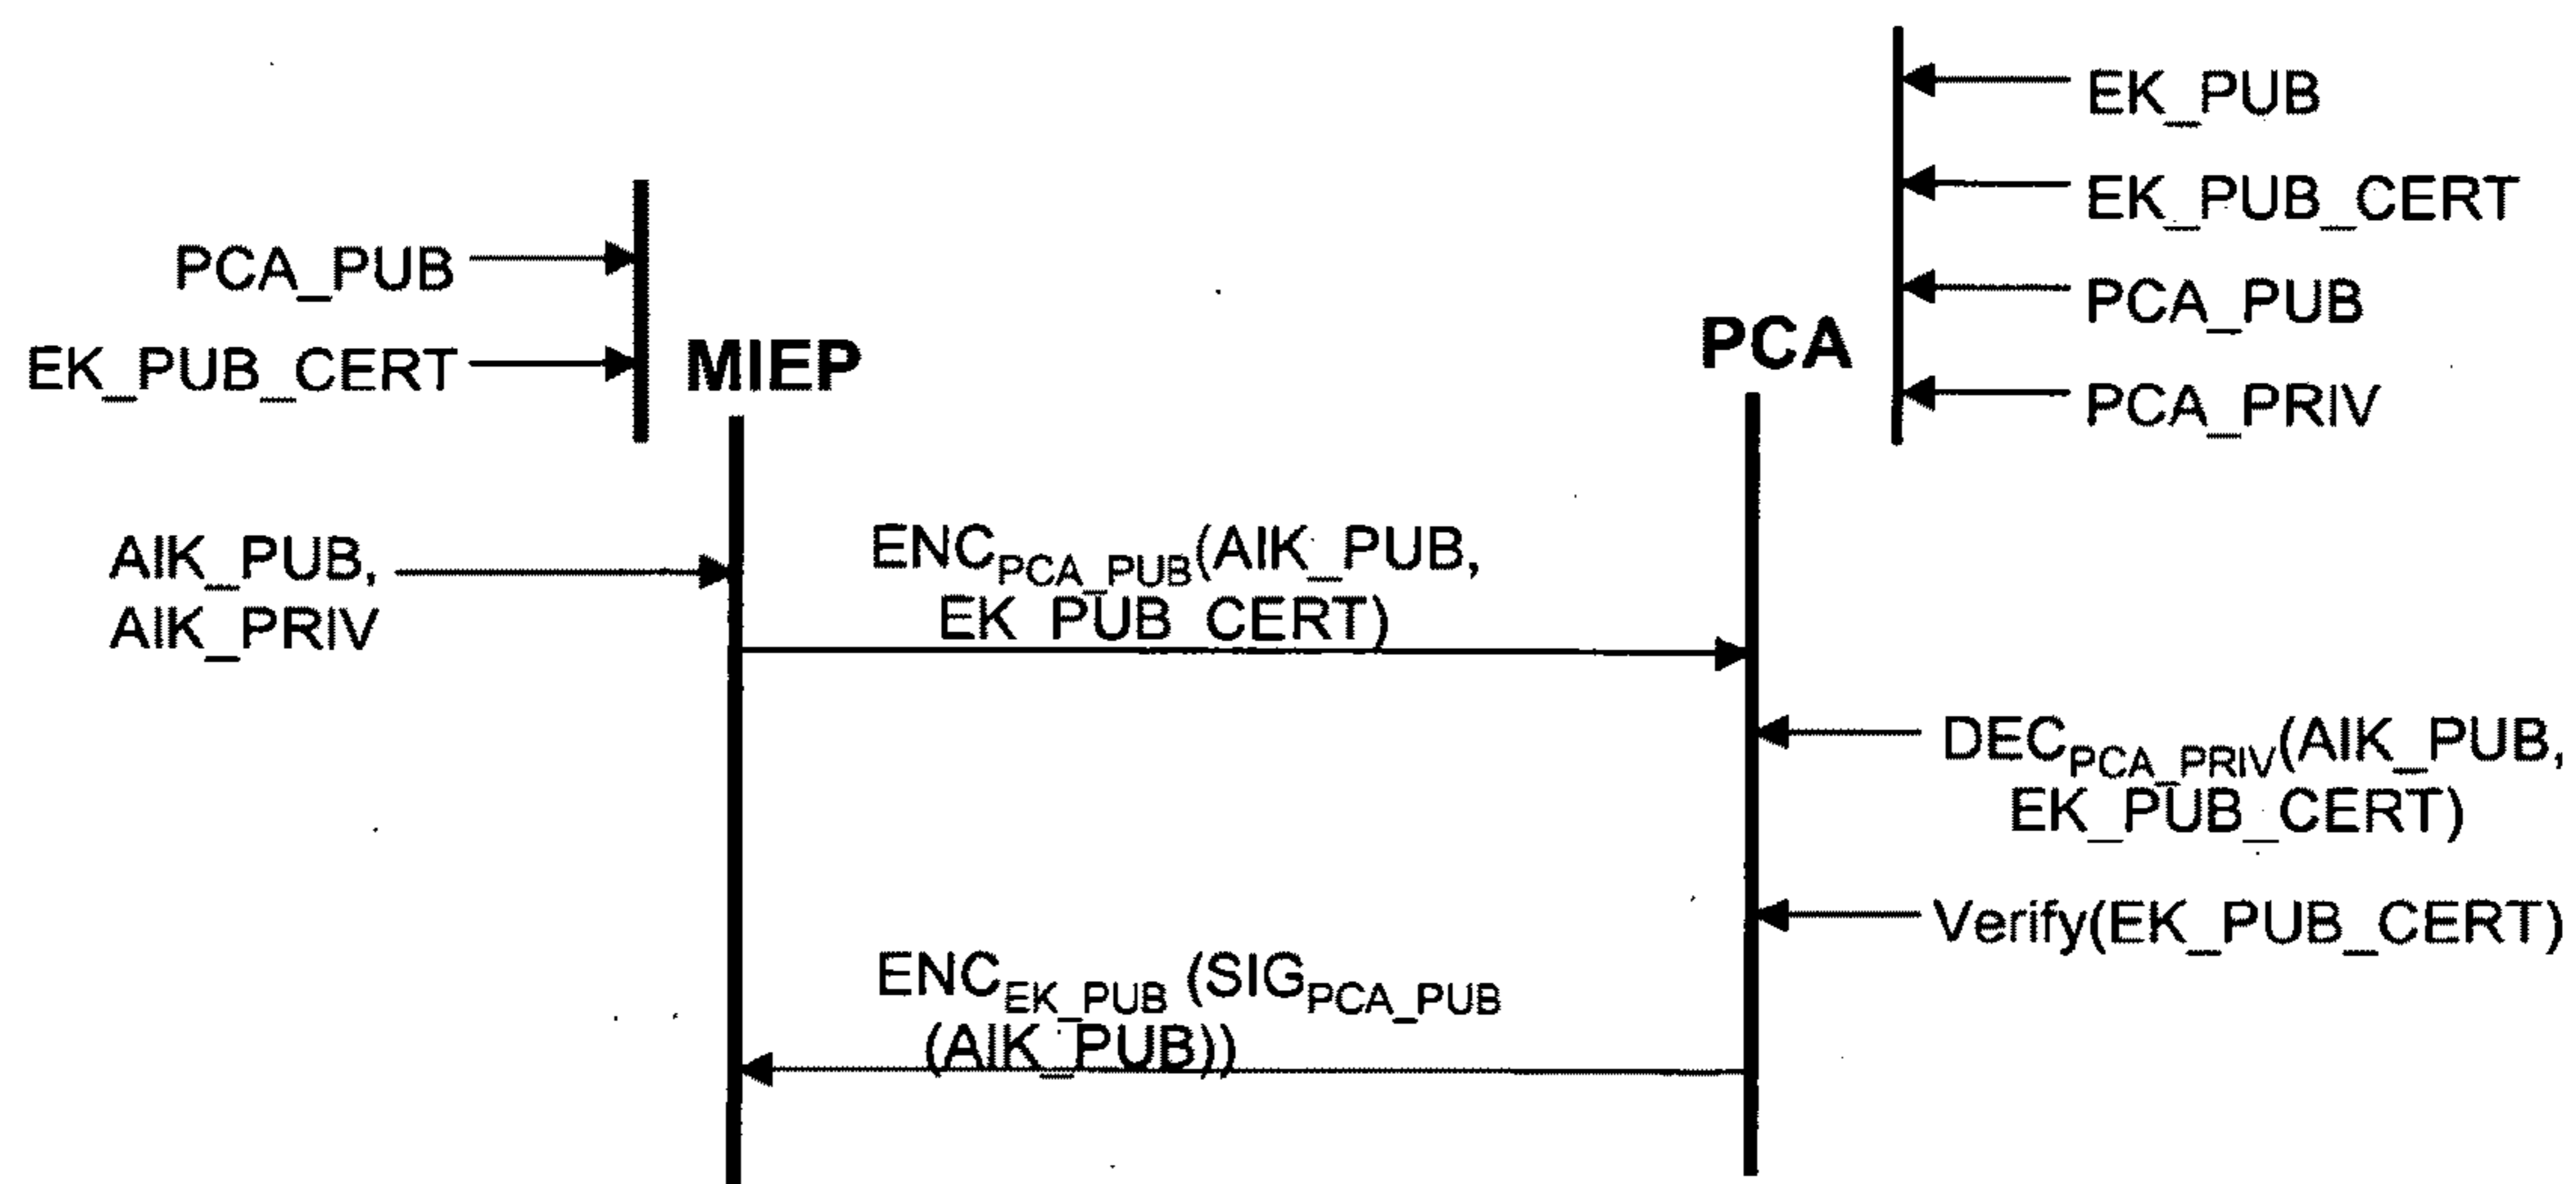 EK_PUB
EK_PUB_CERT
PCA_PUB
PCA_PRIV
PCA_PUB
EK_PUB_CERT
MIEP
PCA
AIK_PUB,
AIK_PRIV
ENCPCA_PUB(AIK_PUB,
EK_PUB_CERT)
DECPCA_PRIV(AIK_PUB,
EK_PUB_CERT)
Verify(EK_PUB_CERT)
ENCEK_PUB (SIGPCA_PUB
(AIK_PUB))